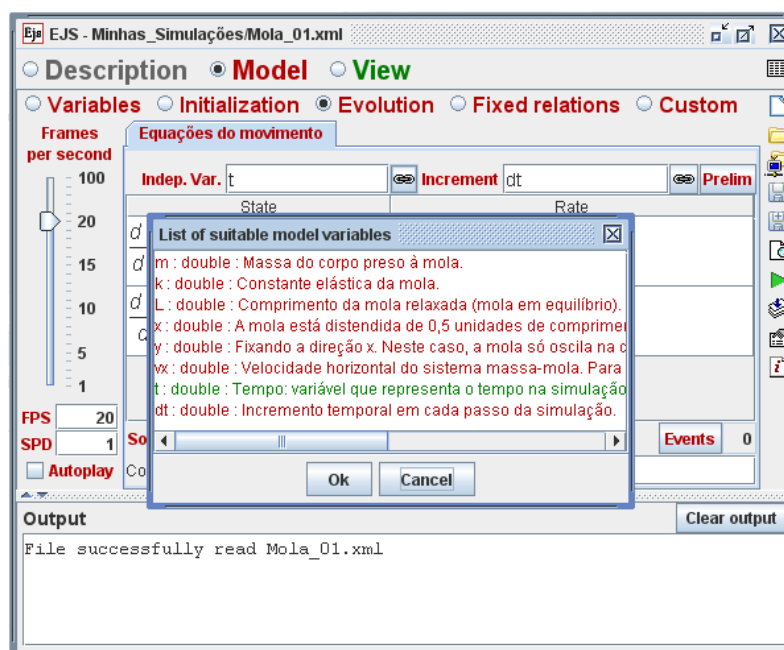 EJS - Minhas_Simulações/Mola_01.xml
Description Model View
Variables Initialization Evolution Fixed relations Custom
Frames per second
100
20
15
10
5
1
FPS 20
SPD 1
Autoplay
Equações do movimento
Indep. Var. t Increment dt Prelim
State Rate
d
d
d
List of suitable model variables
m : double : Massa do corpo preso à mola.
k : double : Constante elástica da mola.
L : double : Comprimento da mola relaxada (mola em equilíbrio).
x : double : A mola está distendida de 0,5 unidades de
y : double : Fixando a direção x. Neste caso, a mola só oscila na
vx : double : Velocidade horizontal do sistema massa-mola. Para
t : double : Tempo: variável que representa o tempo na simulação
dt : double : Incremento temporal em cada passo da simulação.
Ok Cancel
Events 0
Output Clear output
File successfully read Mola_01.xml